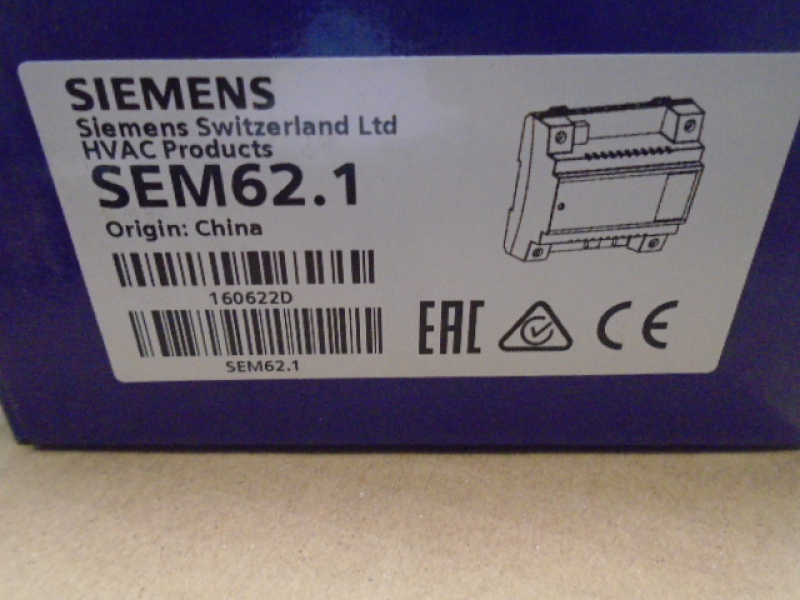 SIEMENS
Siemens Switzerland Ltd
HVAC Products
SEM62.1
Origin: China
160622D
SEM62.1
EAC
CE